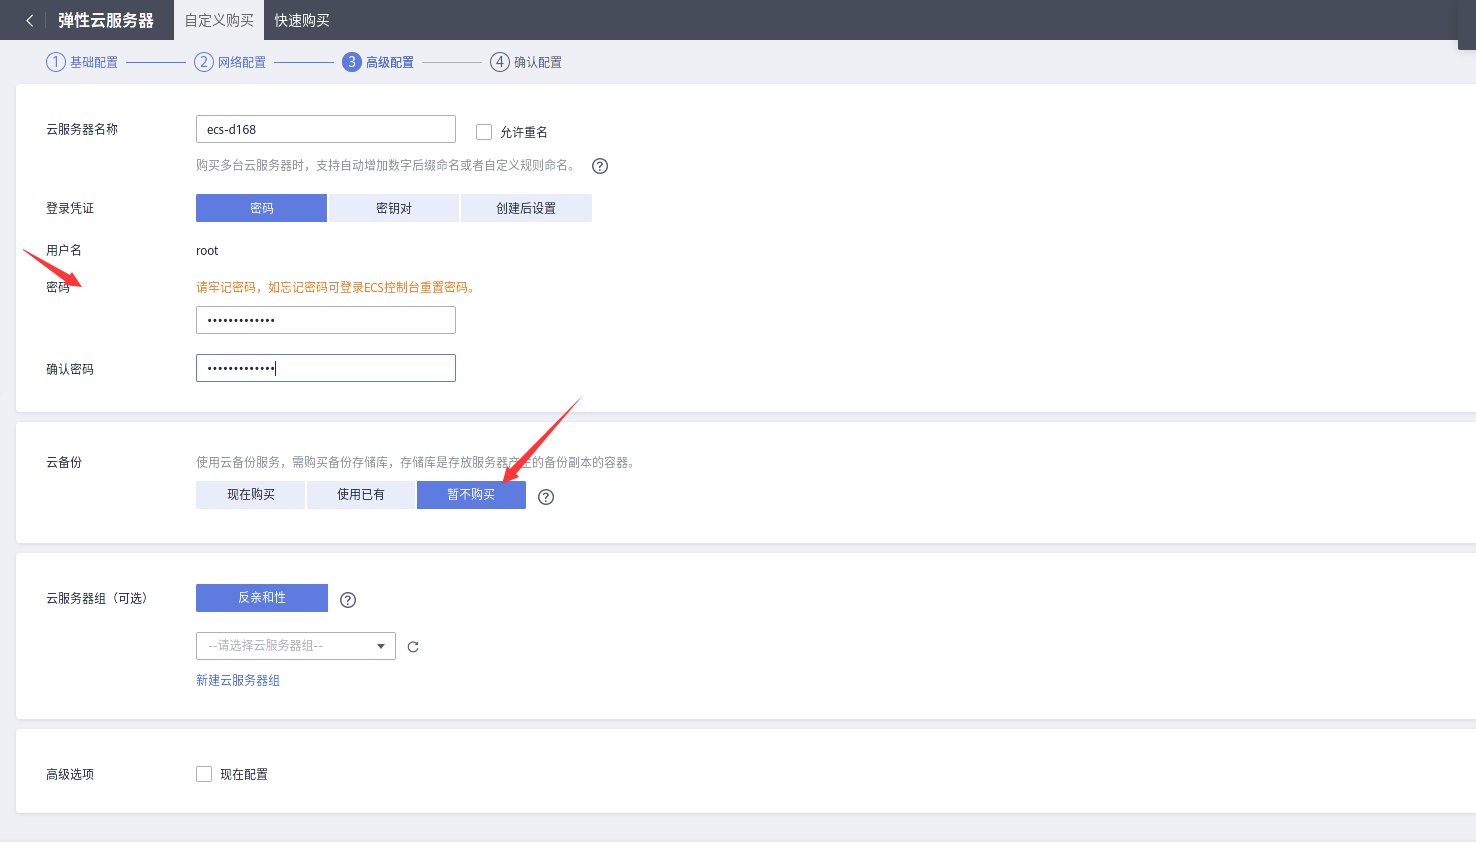 弹性云服务器 自定义购买 快速购买
1 基础配置 2 网络配置 3 高级配置 4 确认配置
云服务器名称 ecs-d168 允许重名
购买多台云服务器时，支持自动增加数字后缀命名或者自定义规则命名。 ?
登录凭证 密码 密钥对 创建后设置
用户名 root
密码 请牢记密码，如忘记密码可登录ECS控制台重置密码。
•••••••••••••
确认密码 •••••••••••••
云备份 使用云备份服务，需购买备份存储库，存储库是存放服务器产生的备份副本的容器。
现在购买 使用已有 暂不购买 ?
云服务器组（可选） 反亲和性 ?
--请选择云服务器组--
新建云服务器组
高级选项 现在配置